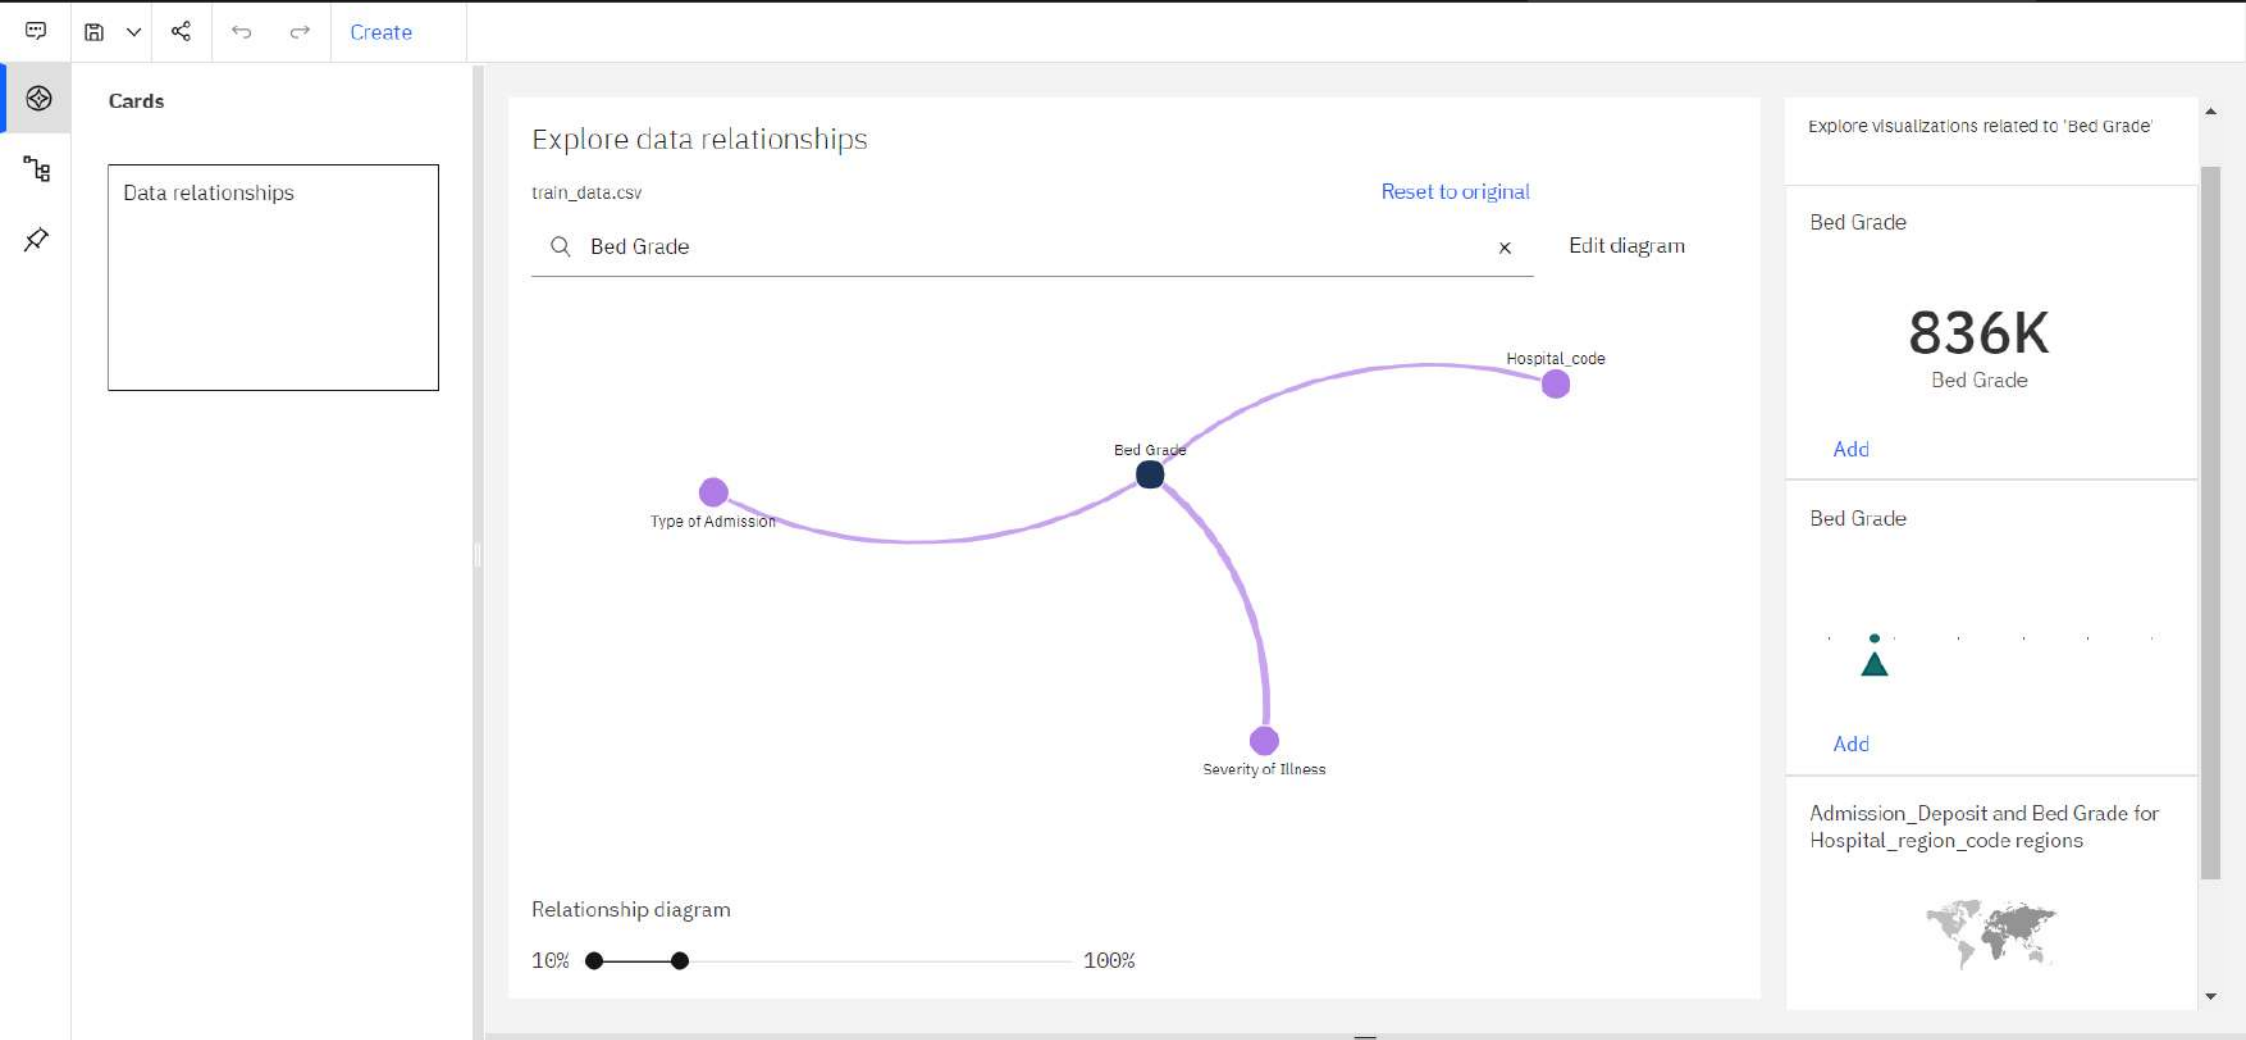 Create
Cards
Data relationships
Explore data relationships
train_data.csv
Reset to original
Bed Grade
Edit diagram
Hospital_code
Bed Grade
Type of Admission
Severity of Illness
Relationship diagram
10%
100%
Explore visualizations related to 'Bed Grade'
Bed Grade
836K
Bed Grade
Add
Bed Grade
Add
Admission_Deposit and Bed Grade for
Hospital_region_code regions